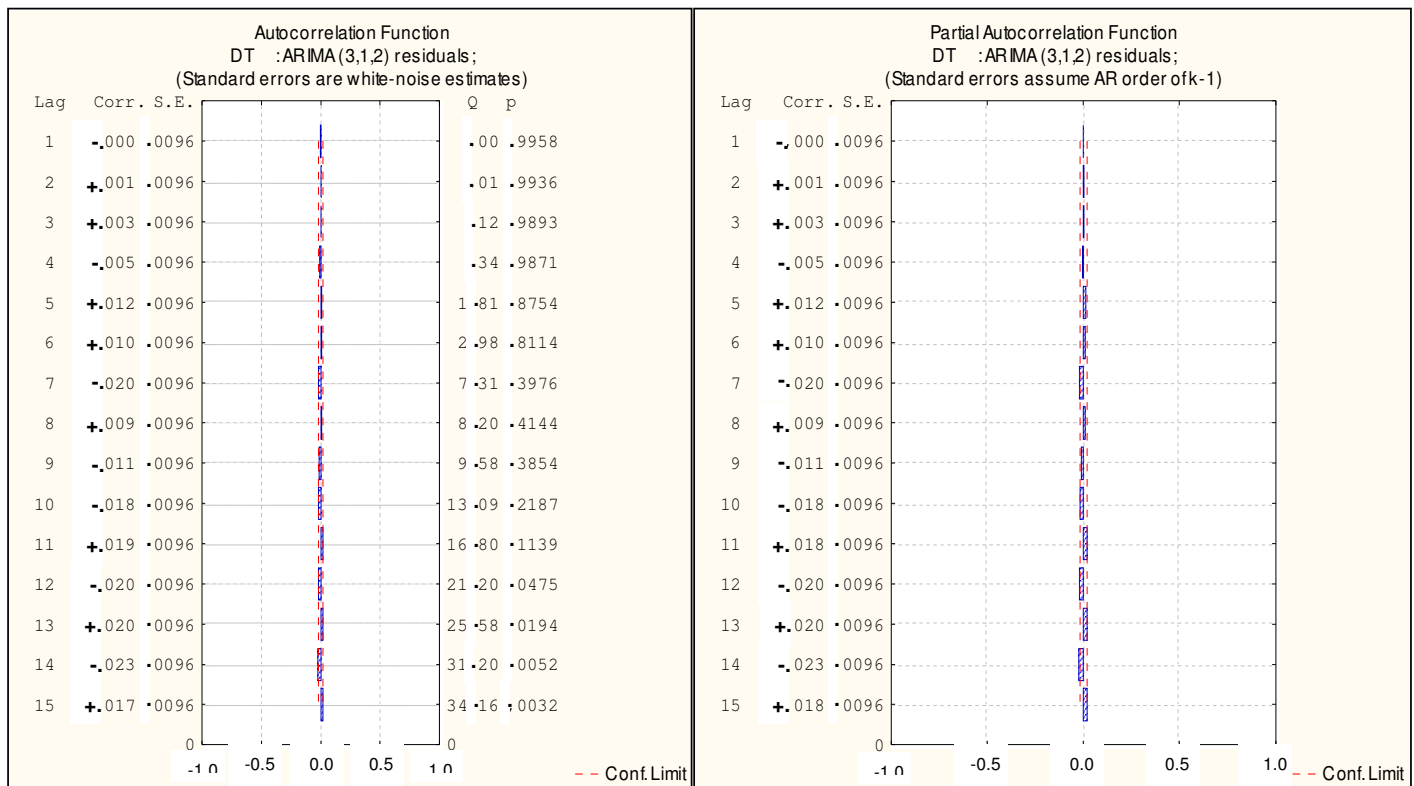 Autocorrelation Function
DT : ARIMA (3,1,2) residuals;
(Standard errors are white-noise estimates)
Lag Corr. S.E. Q p
1 -.000 .0096 .00 .9958
2 +.001 .0096 .01 .9936
3 +.003 .0096 .12 .9893
4 -.005 .0096 .34 .9871
5 +.012 .0096 1.81 .8754
6 +.010 .0096 2.98 .8114
7 -.020 .0096 7.31 .3976
8 +.009 .0096 8.20 .4144
9 -.011 .0096 9.58 .3854
10 -.018 .0096 13.09 .2187
11 +.019 .0096 16.80 .1139
12 -.020 .0096 21.20 .0475
13 +.020 .0096 25.58 .0194
14 -.023 .0096 31.20 .0052
15 +.017 .0096 34.16 .0032
0 0
-1.0 -0.5 0.0 0.5 1.0
Conf. Limit
Partial Autocorrelation Function
DT : ARIMA (3,1,2) residuals;
(Standard errors assume AR order of k-1)
Lag Corr. S.E.
1 -.000 .0096
2 +.001 .0096
3 +.003 .0096
4 -.005 .0096
5 +.012 .0096
6 +.010 .0096
7 -.020 .0096
8 +.009 .0096
9 -.011 .0096
10 -.018 .0096
11 +.018 .0096
12 -.020 .0096
13 +.020 .0096
14 -.023 .0096
15 +.018 .0096
0
-1.0 -0.5 0.0 0.5 1.0
Conf. Limit